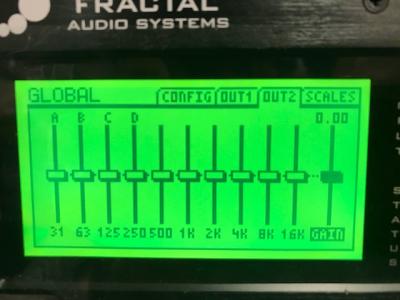 FRACTAL
AUDIO SYSTEMS
GLOBAL CONFIG OUT1 OUT2 SCALES
A B C D 0.00
31 63 125 250 500 1K 2K 4K 8K 16K GAIN
STATUS